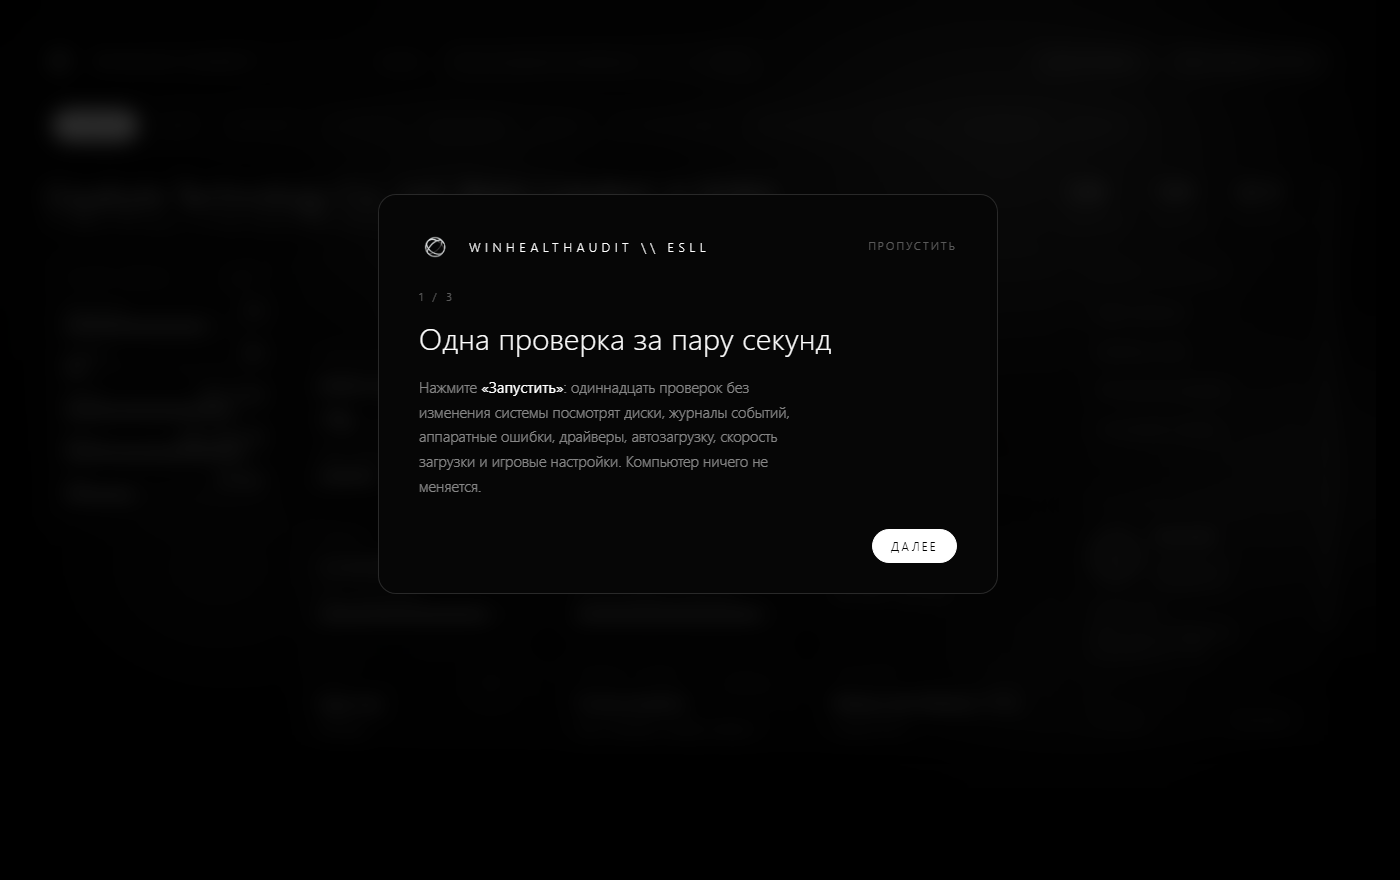 WINHEALTHAUDIT \\ ESLL
ПРОПУСТИТЬ
1 / 3
Одна проверка за пару секунд
Нажмите «Запустить»: одиннадцать проверок без
изменения системы посмотрят диски, журналы событий,
аппаратные ошибки, драйверы, автозагрузку, скорость
загрузки и игровые настройки. Компьютер ничего не
меняется.
ДАЛЕЕ